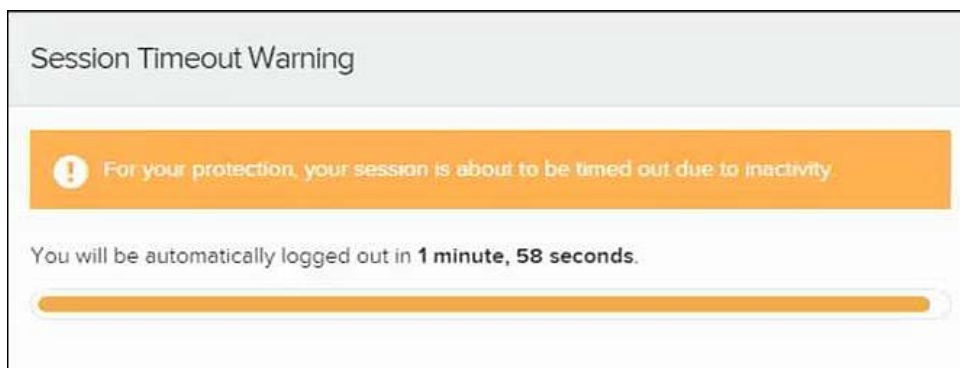 Session Timeout Warning
For your protection, your session is about to be timed out due to inactivity.
You will be automatically logged out in 1 minute, 58 seconds.